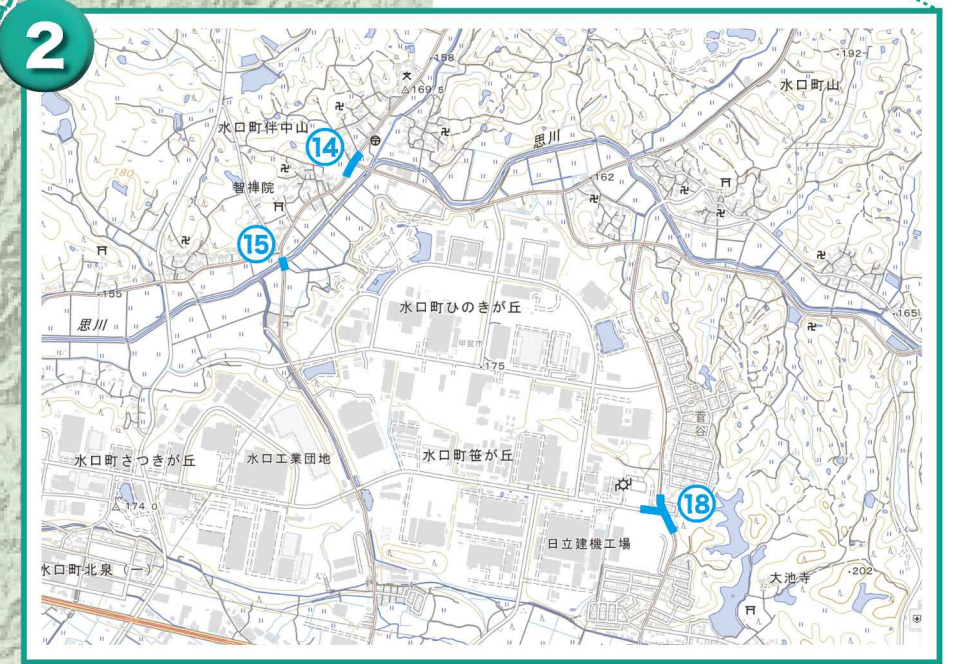 2
・158
・192
△169.5
水口町山
水口町伴中山
14
思川
180
・162
智禅院
15
・155
・165
思川
水口町ひのきが丘
甲賀市
・175
菅谷
水口町さつきが丘
水口工業団地
水口町笹が丘
18
△174.0
日立建機工場
水口町北泉（一）
大池寺
・202